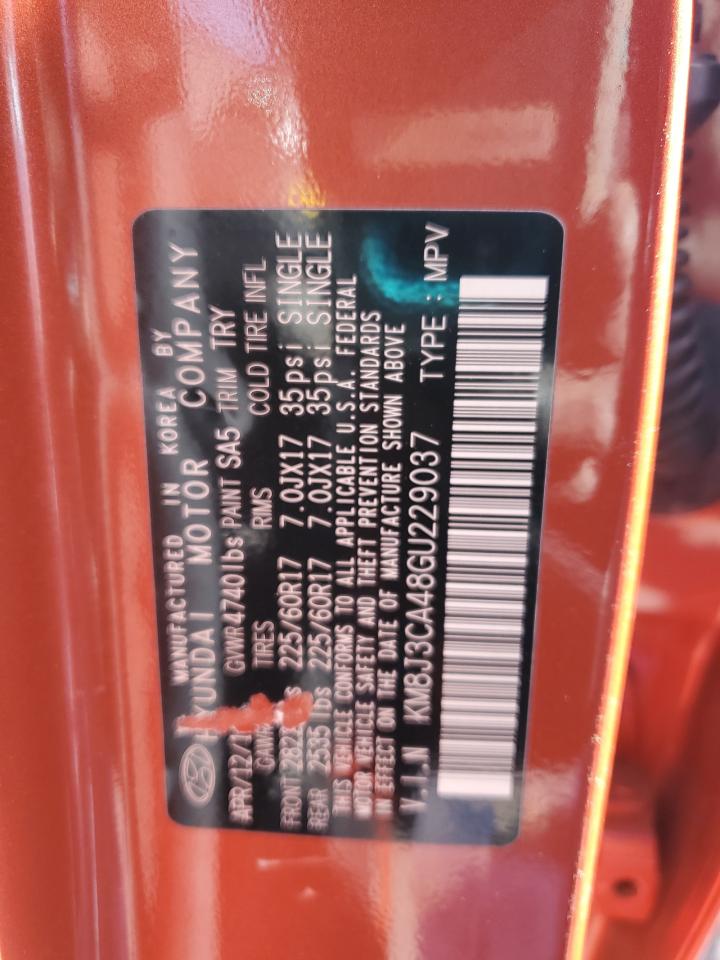 MANUFACTURED IN KOREA BY
HYUNDAI MOTOR COMPANY
APR/12/1 GVWR 4740lbs PAINT SA5 TRIM TRY
TIRES RIMS COLD TIRE INFL
FRONT 225/60R17 7.0JX17 35psi SINGLE
REAR 2535 lbs 225/60R17 7.0JX17 35psi SINGLE
THIS VEHICLE CONFORMS TO ALL APPLICABLE U.S.A. FEDERAL
MOTOR VEHICLE SAFETY AND THEFT PREVENTION STANDARDS
IN EFFECT ON THE DATE OF MANUFACTURE SHOWN ABOVE
V.I.N KM8J3CA48GU229037 TYPE : MPV